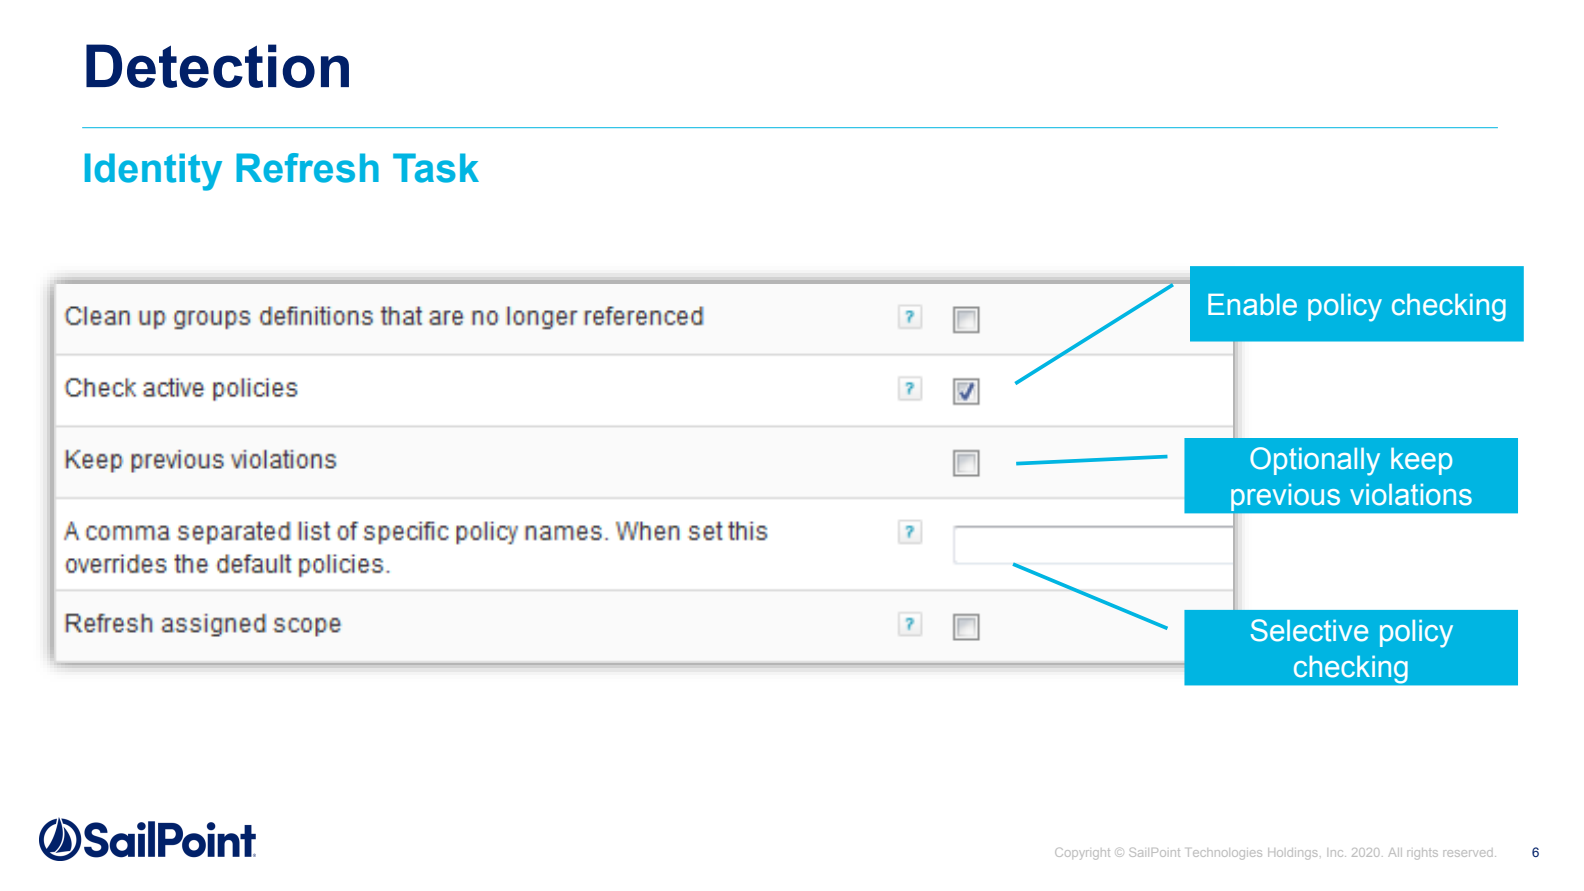 Detection
Identity Refresh Task
Clean up groups definitions that are no longer referenced
?
Enable policy checking
Check active policies
?
Keep previous violations
Optionally keep
previous violations
A comma separated list of specific policy names. When set this
overrides the default policies.
?
Refresh assigned scope
?
Selective policy
checking
SailPoint
Copyright © SailPoint Technologies Holdings, Inc. 2020. All rights reserved.
6